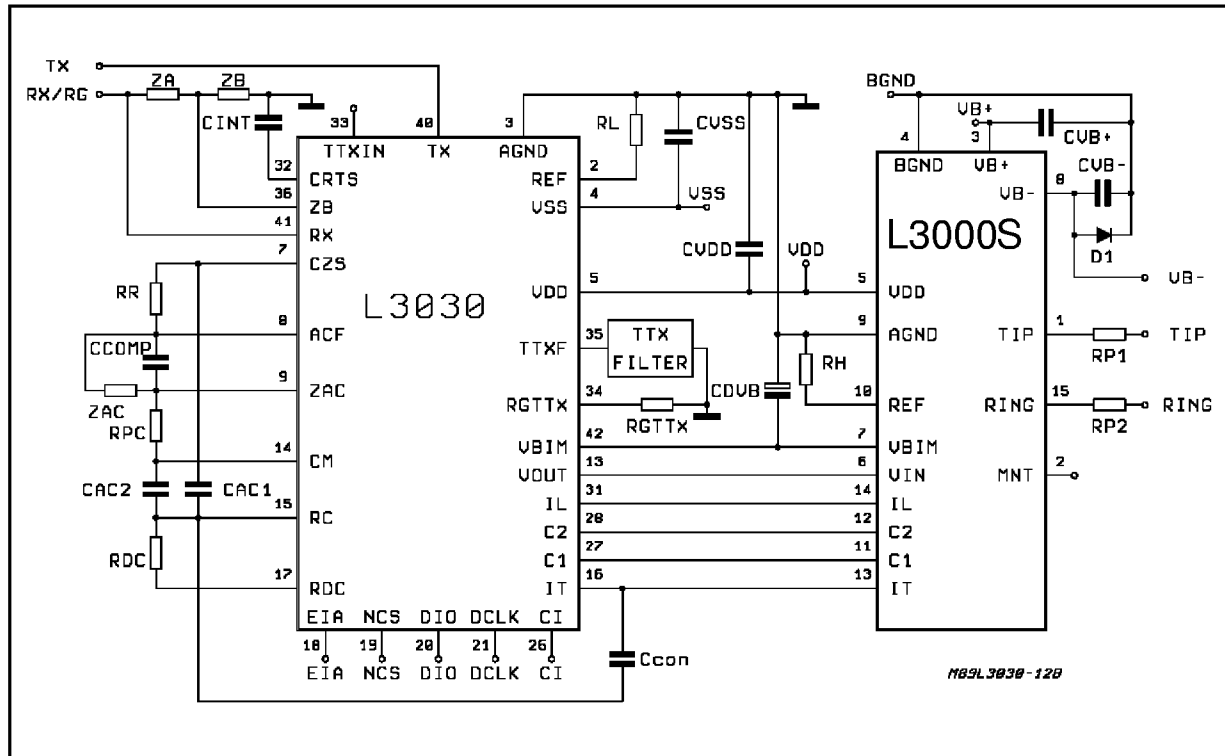 TX
RX/RG
ZA
ZB
CINT
33
TTXIN
40
TX
3
AGND
RL
CVSS
BGND
4
BGND
VB+
3
VB+
CVB+
CVB-
32
CRTS
36
ZB
41
RX
7
CZS
2
REF
4
VSS
VSS
8
VB-
L3000S
D1
VB-
CVDD
VDD
RR
L3030
5
VDD
5
VDD
8
ACF
35
TTXF
TTX
FILTER
9
AGND
1
TIP
RP1
TIP
CCOMP
RH
9
ZAC
ZAC
CDVB
34
RGTTX
RGTTX
10
REF
15
RING
RP2
RING
RPC
42
VBIM
7
VBIM
14
CM
13
VOUT
6
VIN
2
MNT
CAC2
CAC1
31
IL
14
IL
15
RC
28
C2
12
C2
RDC
27
C1
11
C1
17
RDC
16
IT
13
IT
EIA NCS DIO DCLK CI
18 19 20 21 26
EIA NCS DIO DCLK CI
Ccon
M89L3030-12B